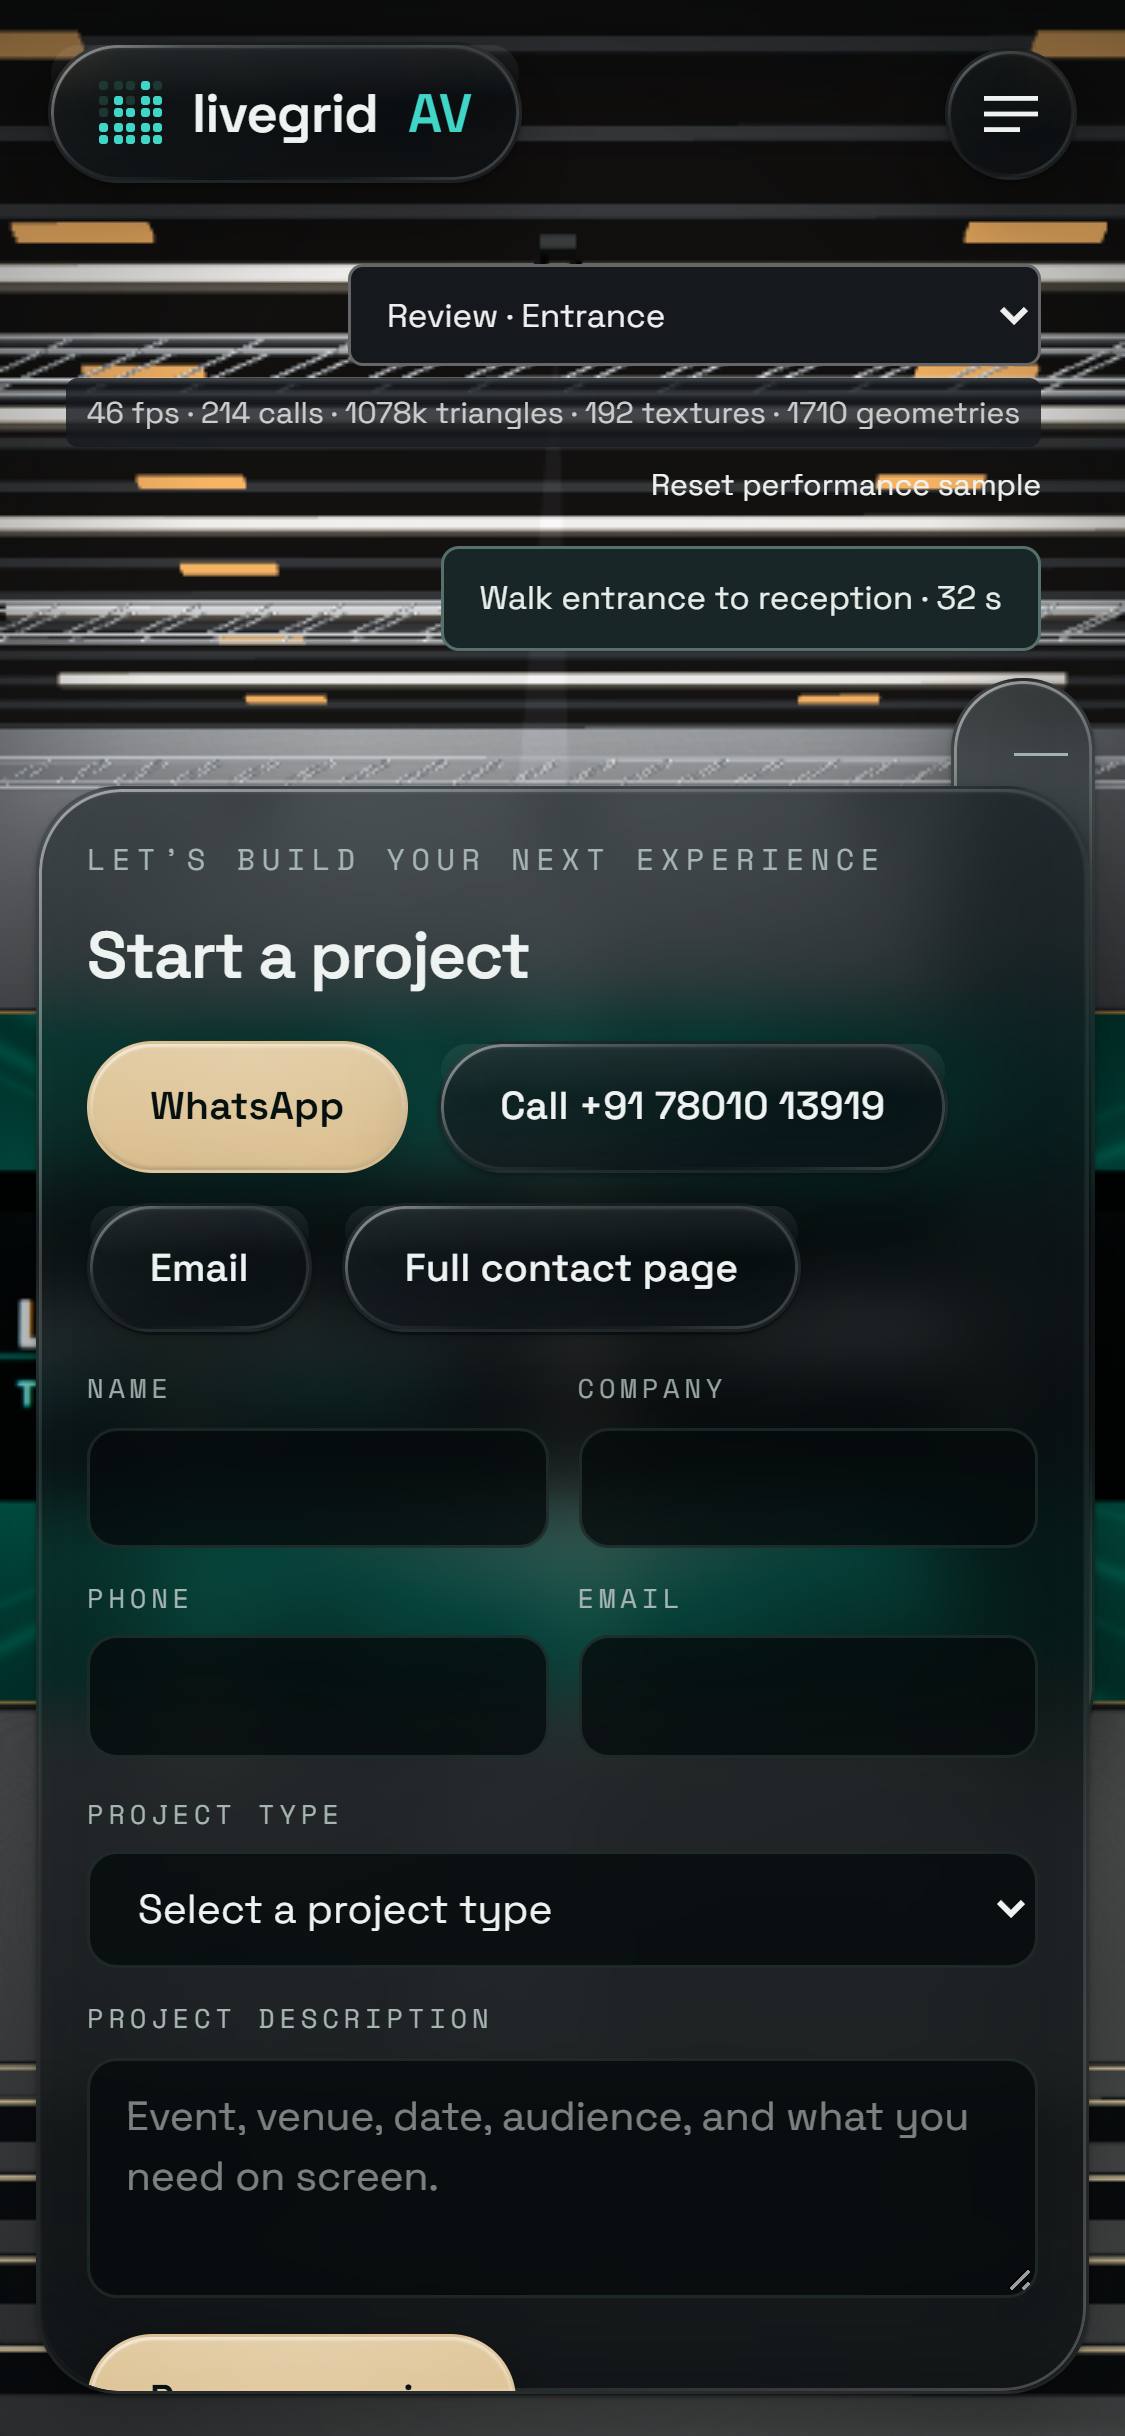 livegrid AV
Review · Entrance
46 fps · 214 calls · 1078k triangles · 192 textures · 1710 geometries
Reset performance sample
Walk entrance to reception · 32 s
LET'S BUILD YOUR NEXT EXPERIENCE
Start a project
WhatsApp
Call +91 78010 13919
Email
Full contact page
NAME
COMPANY
PHONE
EMAIL
PROJECT TYPE
Select a project type
PROJECT DESCRIPTION
Event, venue, date, audience, and what you
need on screen.